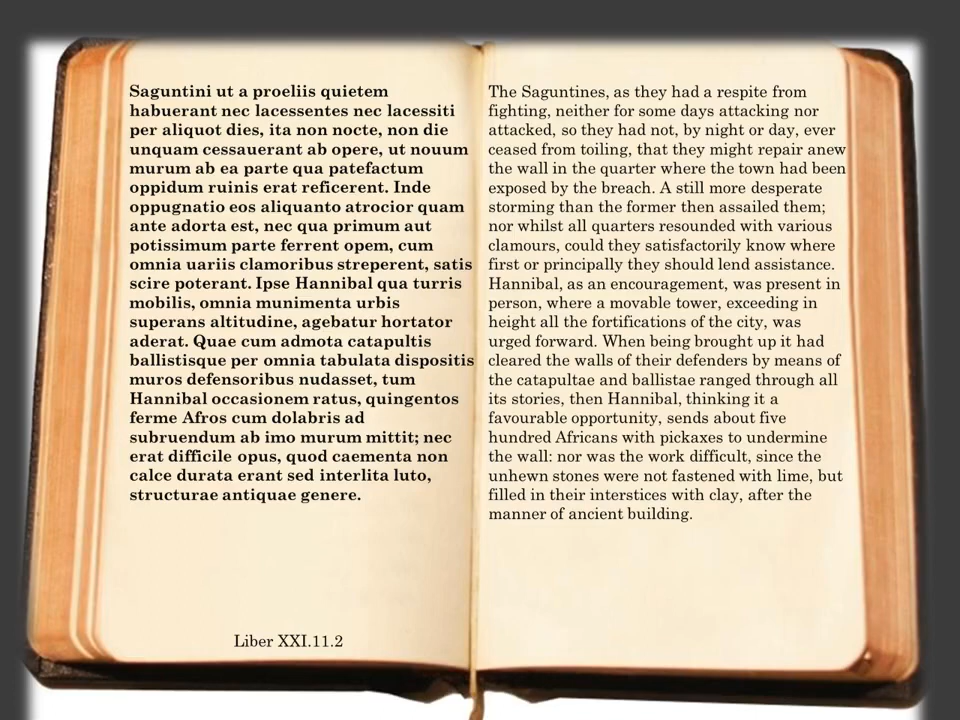 Saguntini ut a proeliis quietem
habuerant nec lacessentes nec lacessiti
per aliquot dies, ita non nocte, non die
unquam cessauerant ab opere, ut nouum
murum ab ea parte qua patefactum
oppidum ruinis erat reficerent. Inde
oppugnatio eos aliquanto atrocior quam
ante adorta est, nec qua primum aut
potissimum parte ferrent opem, cum
omnia uariis clamoribus streperent, satis
scire poterant. Ipse Hannibal qua turris
mobilis, omnia munimenta urbis
superans altitudine, agebatur hortator
aderat. Quae cum admota catapultis
ballistisque per omnia tabulata dispositis
muros defensoribus nudasset, tum
Hannibal occasionem ratus, quingentos
ferme Afros cum dolabris ad
subruendum ab imo murum mittit; nec
erat difficile opus, quod caementa non
calce durata erant sed interlita luto,
structurae antiquae genere.
Liber XXI.11.2
The Saguntines, as they had a respite from
fighting, neither for some days attacking nor
attacked, so they had not, by night or day, ever
ceased from toiling, that they might repair anew
the wall in the quarter where the town had been
exposed by the breach. A still more desperate
storming than the former then assailed them;
nor whilst all quarters resounded with various
clamours, could they satisfactorily know where
first or principally they should lend assistance.
Hannibal, as an encouragement, was present in
person, where a movable tower, exceeding in
height all the fortifications of the city, was
urged forward. When being brought up it had
cleared the walls of their defenders by means of
the catapultae and ballistae ranged through all
its stories, then Hannibal, thinking it a
favourable opportunity, sends about five
hundred Africans with pickaxes to undermine
the wall: nor was the work difficult, since the
unhewn stones were not fastened with lime, but
filled in their interstices with clay, after the
manner of ancient building.